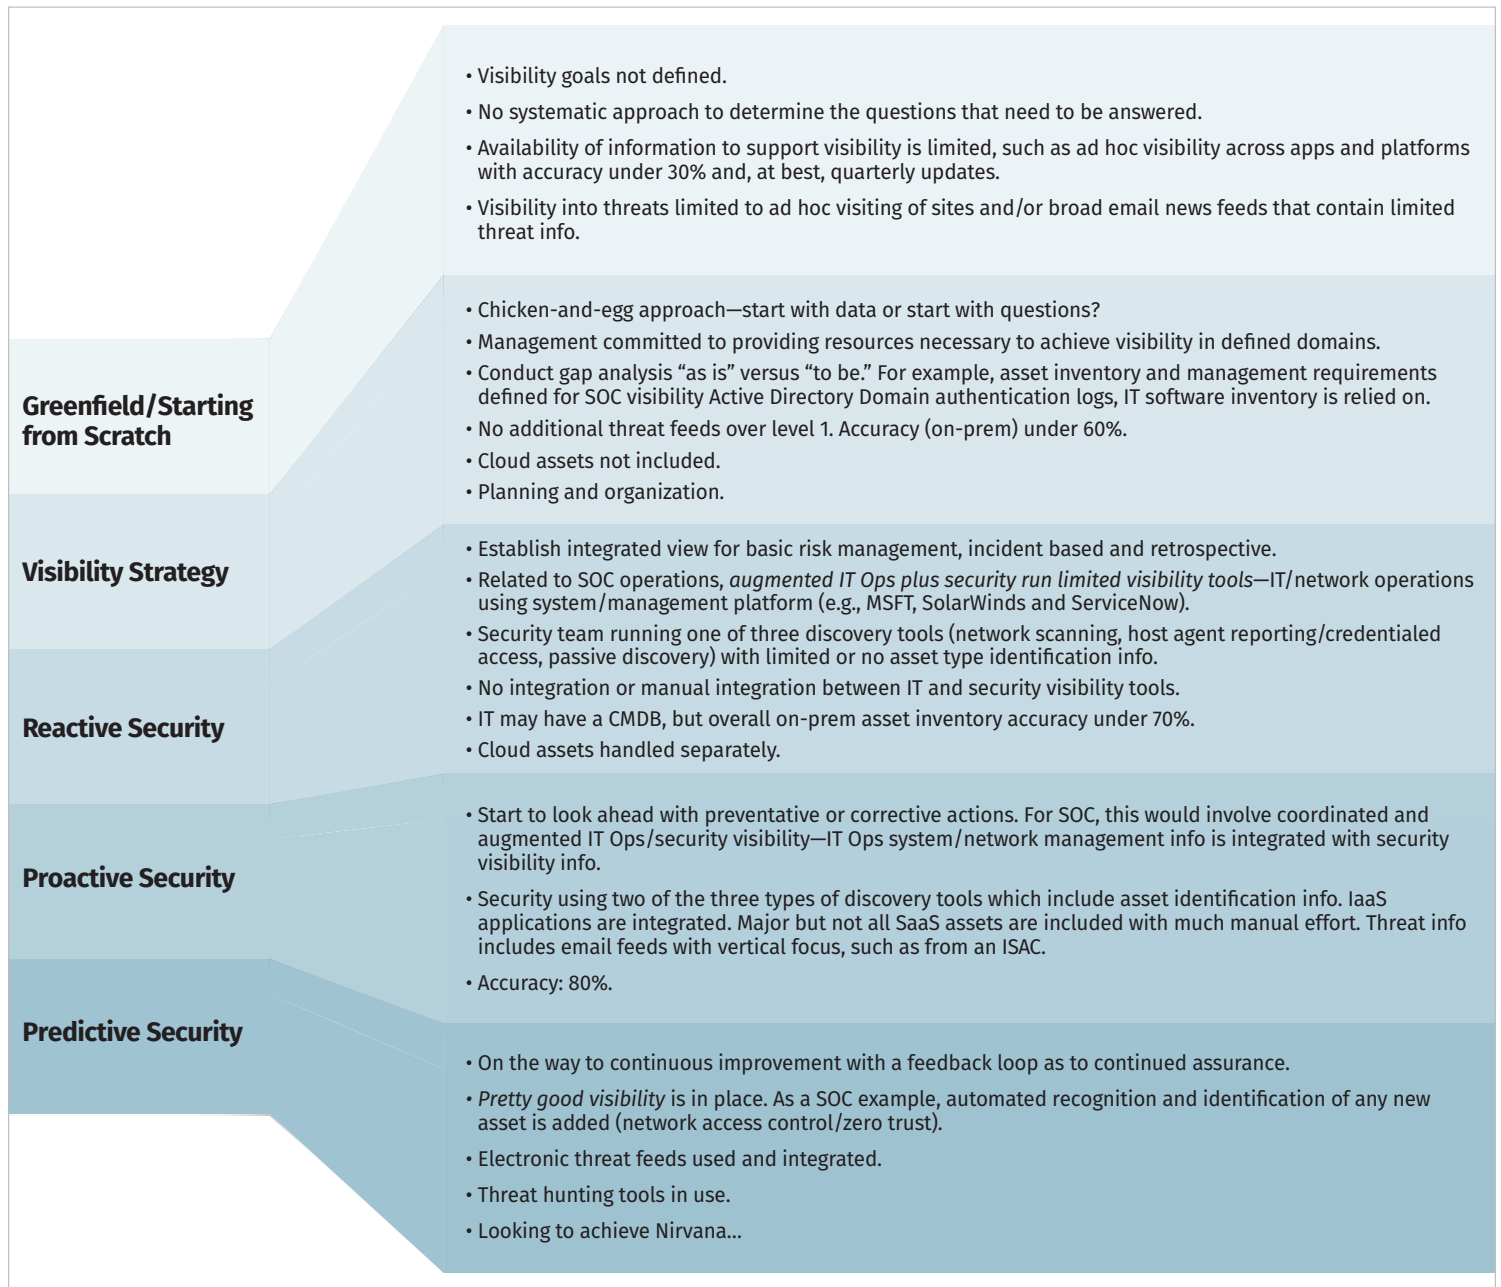 Greenfield/Starting
from Scratch
• Visibility goals not defined.
• No systematic approach to determine the questions that need to be answered.
• Availability of information to support visibility is limited, such as ad hoc visibility across apps and platforms
with accuracy under 30% and, at best, quarterly updates.
• Visibility into threats limited to ad hoc visiting of sites and/or broad email news feeds that contain limited
threat info.
Visibility Strategy
• Chicken-and-egg approach—start with data or start with questions?
• Management committed to providing resources necessary to achieve visibility in defined domains.
• Conduct gap analysis “as is” versus “to be.” For example, asset inventory and management requirements
defined for SOC visibility Active Directory Domain authentication logs, IT software inventory is relied on.
• No additional threat feeds over level 1. Accuracy (on-prem) under 60%.
• Cloud assets not included.
• Planning and organization.
Reactive Security
• Establish integrated view for basic risk management, incident based and retrospective.
• Related to SOC operations, augmented IT Ops plus security run limited visibility tools—IT/network operations
using system/management platform (e.g., MSFT, SolarWinds and ServiceNow).
• Security team running one of three discovery tools (network scanning, host agent reporting/credentialed
access, passive discovery) with limited or no asset type identification info.
• No integration or manual integration between IT and security visibility tools.
• IT may have a CMDB, but overall on-prem asset inventory accuracy under 70%.
• Cloud assets handled separately.
Proactive Security
• Start to look ahead with preventative or corrective actions. For SOC, this would involve coordinated and
augmented IT Ops/security visibility—IT Ops system/network management info is integrated with security
visibility info.
• Security using two of the three types of discovery tools which include asset identification info. IaaS
applications are integrated. Major but not all SaaS assets are included with much manual effort. Threat info
includes email feeds with vertical focus, such as from an ISAC.
• Accuracy: 80%.
Predictive Security
• On the way to continuous improvement with a feedback loop as to continued assurance.
• Pretty good visibility is in place. As a SOC example, automated recognition and identification of any new
asset is added (network access control/zero trust).
• Electronic threat feeds used and integrated.
• Threat hunting tools in use.
• Looking to achieve Nirvana...